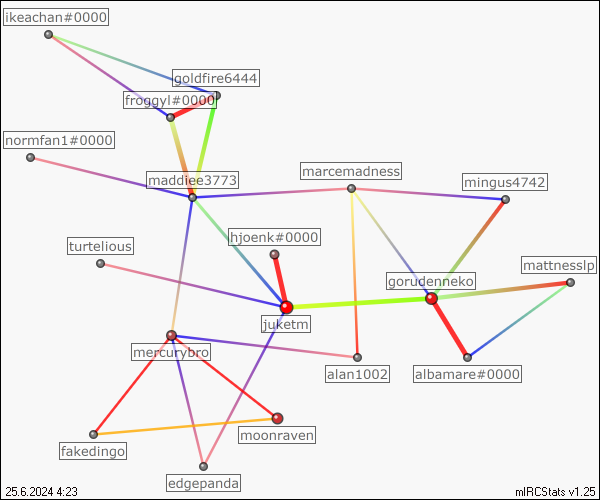 ikeachan#0000
goldfire6444
froggyl#0000
normfan1#0000
marcemadness
maddiee3773
mingus4742
hjoenk#0000
turtelious
mattnesslp
gorudenneko
juketm
mercurybro
alan1002
albamare#0000
moonraven
fakedingo
edgepanda
25.6.2024 4:23
mIRCStats v1.25